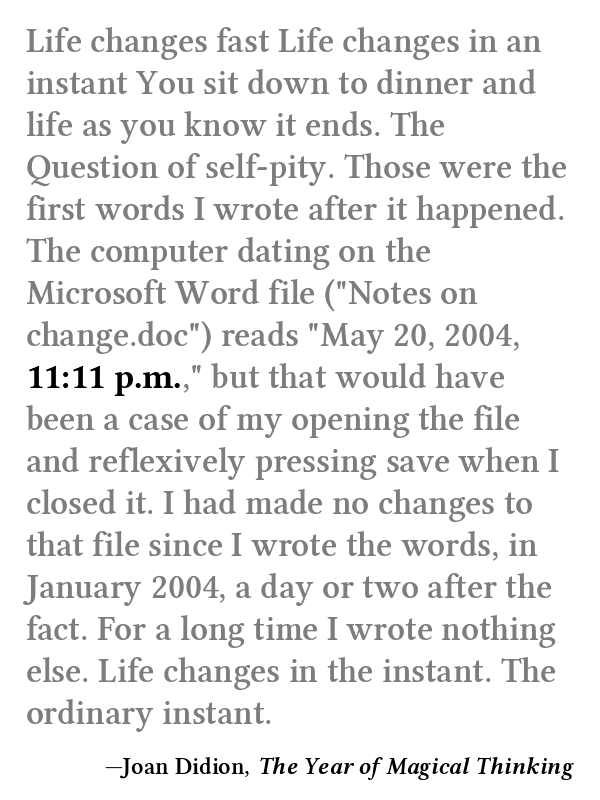 Life changes fast Life changes in an
instant You sit down to dinner and
life as you know it ends. The
Question of self-pity. Those were the
first words I wrote after it happened.
The computer dating on the
Microsoft Word file ("Notes on
change.doc") reads "May 20, 2004,
11:11 p.m.," but that would have
been a case of my opening the file
and reflexively pressing save when I
closed it. I had made no changes to
that file since I wrote the words, in
January 2004, a day or two after the
fact. For a long time I wrote nothing
else. Life changes in the instant. The
ordinary instant.
—Joan Didion, The Year of Magical Thinking